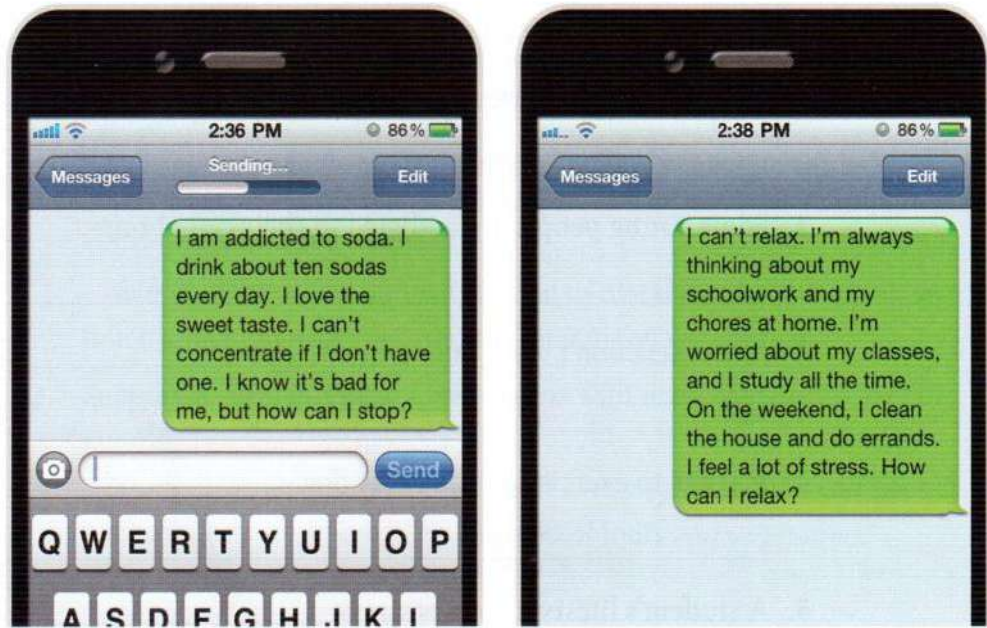 2:36 PM
86%
Messages
Sending...
Edit
I am addicted to soda. I
drink about ten sodas
every day. I love the
sweet taste. I can't
concentrate if I don't have
one. I know it's bad for
me, but how can I stop?
Send
Q W E R T Y U I O P
A S D F G H J K L
2:38 PM
86%
Messages
Edit
I can't relax. I'm always
thinking about my
schoolwork and my
chores at home. I'm
worried about my classes,
and I study all the time.
On the weekend, I clean
the house and do errands.
I feel a lot of stress. How
can I relax?